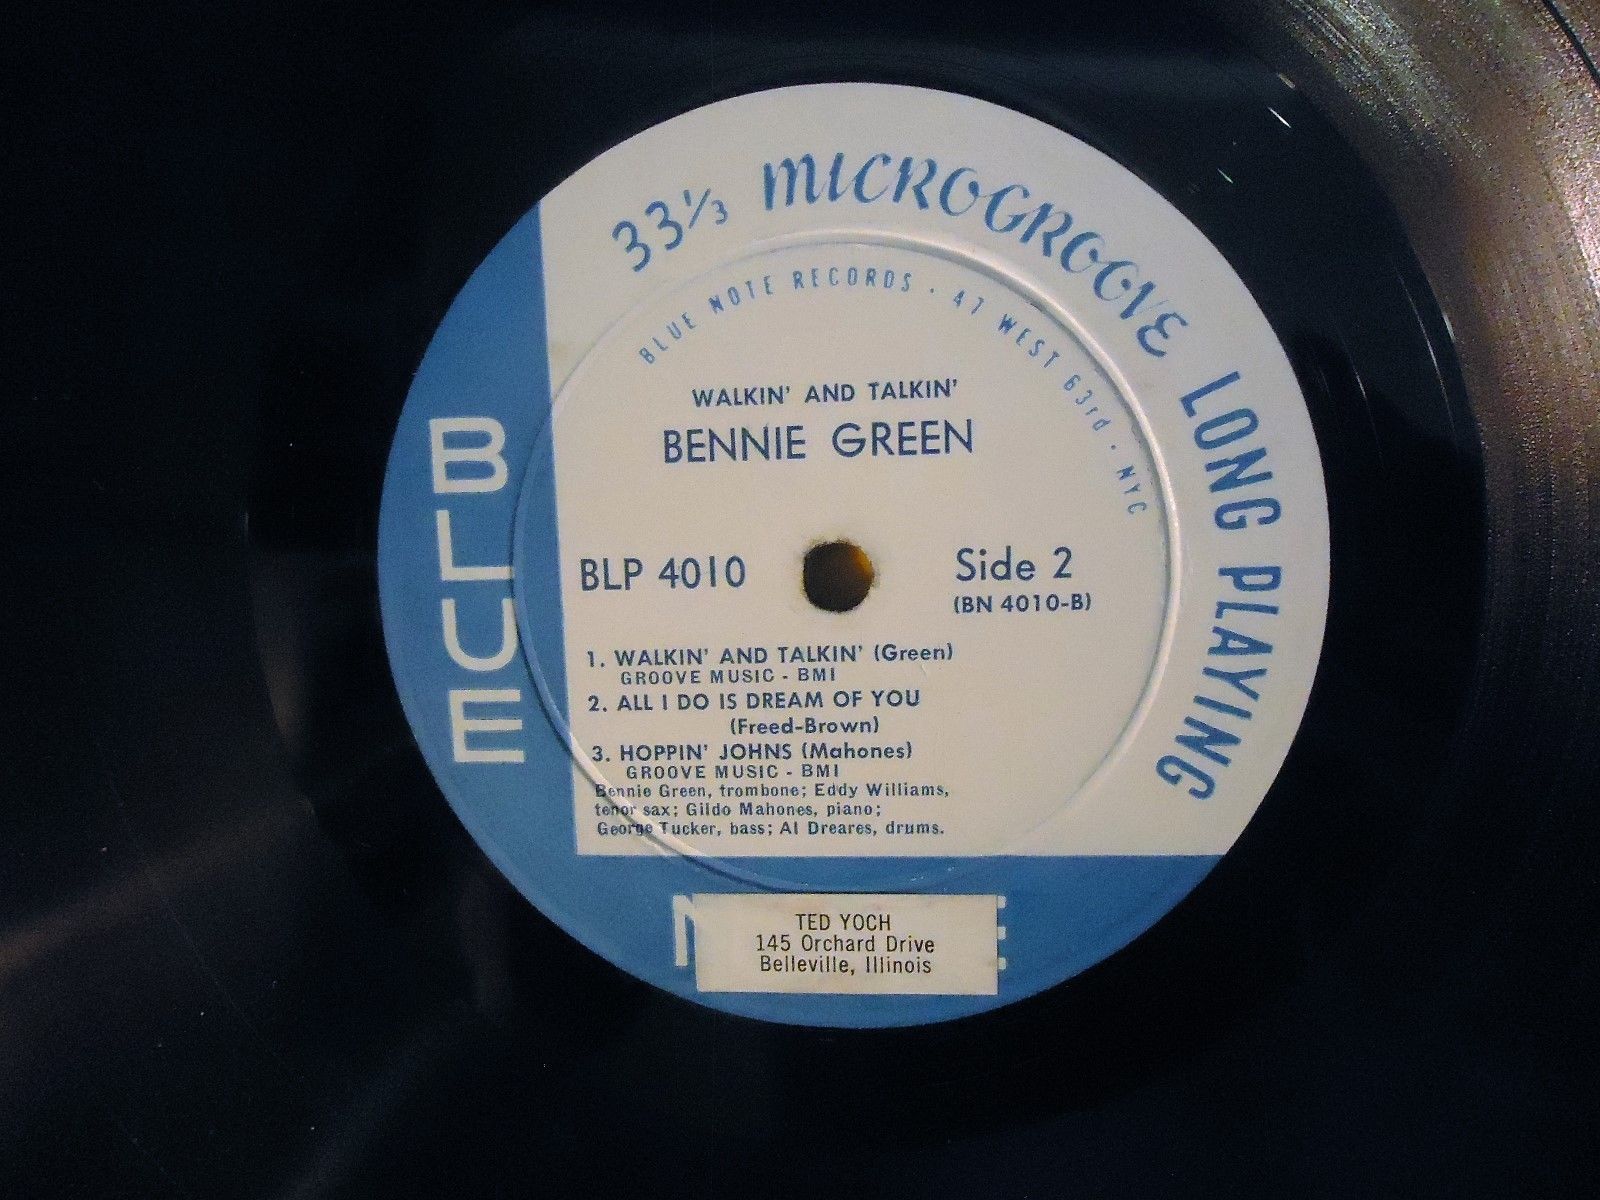 33⅓ MICROGROOVE LONG PLAYING
BLUE NOTE RECORDS · 47 WEST 63rd · NYC
WALKIN' AND TALKIN'
BENNIE GREEN
BLUE
BLP 4010
Side 2
(BN 4010-B)
1. WALKIN' AND TALKIN' (Green)
GROOVE MUSIC - BMI
2. ALL I DO IS DREAM OF YOU
(Freed-Brown)
3. HOPPIN' JOHNS (Mahones)
GROOVE MUSIC - BMI
Bennie Green, trombone; Eddy Williams,
tenor sax; Gildo Mahones, piano;
George Tucker, bass; Al Dreares, drums.
TED YOCH
145 Orchard Drive
Belleville, Illinois